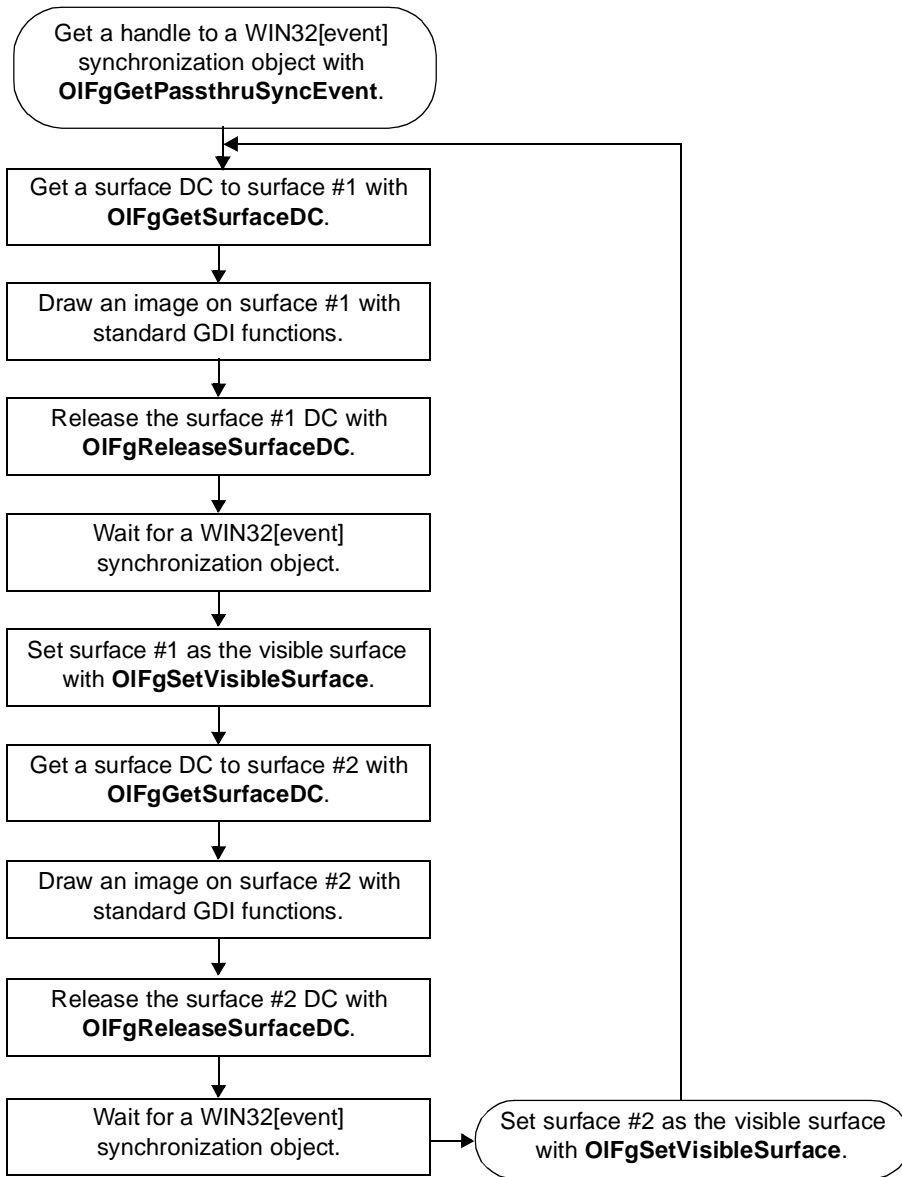 Get a handle to a WIN32[event]
synchronization object with
OlFgGetPassthruSyncEvent.
Get a surface DC to surface #1 with
OlFgGetSurfaceDC.
Draw an image on surface #1 with
standard GDI functions.
Release the surface #1 DC with
OlFgReleaseSurfaceDC.
Wait for a WIN32[event]
synchronization object.
Set surface #1 as the visible surface
with OlFgSetVisibleSurface.
Get a surface DC to surface #2 with
OlFgGetSurfaceDC.
Draw an image on surface #2 with
standard GDI functions.
Release the surface #2 DC with
OlFgReleaseSurfaceDC.
Wait for a WIN32[event]
synchronization object.
Set surface #2 as the visible surface
with OlFgSetVisibleSurface.